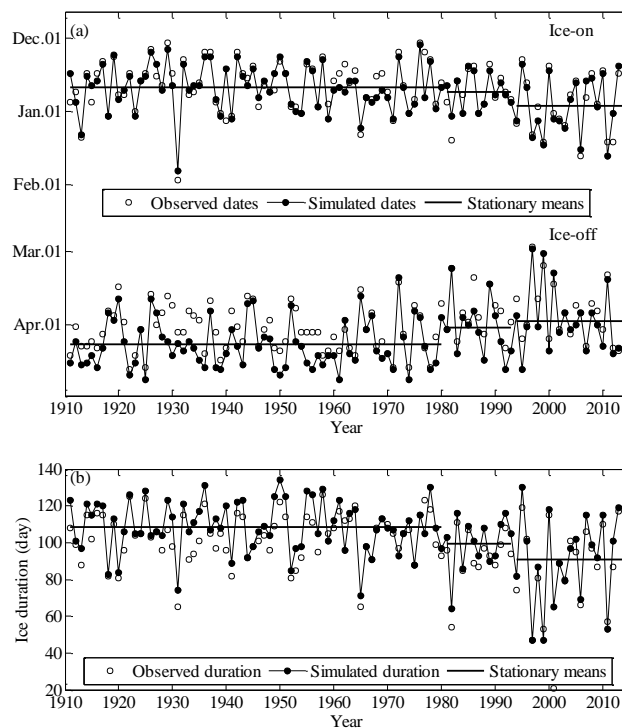 (a)
Ice-on
Dec.01
Jan.01
Feb.01
Observed dates Simulated dates Stationary means
Mar.01
Ice-off
Apr.01
1910 1920 1930 1940 1950 1960 1970 1980 1990 2000 2010
Year
(b)
140
120
100
80
60
40
20
Ice duration (day)
Observed duration Simulated duration Stationary means
1910 1920 1930 1940 1950 1960 1970 1980 1990 2000 2010
Year